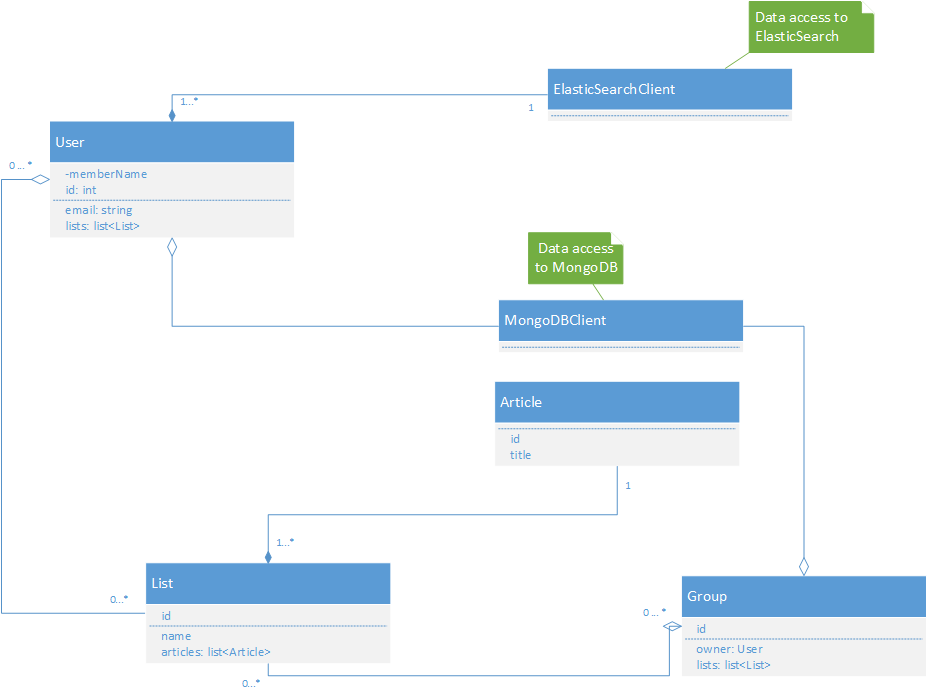 Data access to
ElasticSearch
ElasticSearchClient
1...*
1
User
0 ... *
-memberName
id: int
email: string
lists: list<List>
Data access
to MongoDB
MongoDBClient
Article
id
title
1
1...*
List
0...*
id
name
articles: list<Article>
0...*
Group
0 ... *
id
owner: User
lists: list<List>